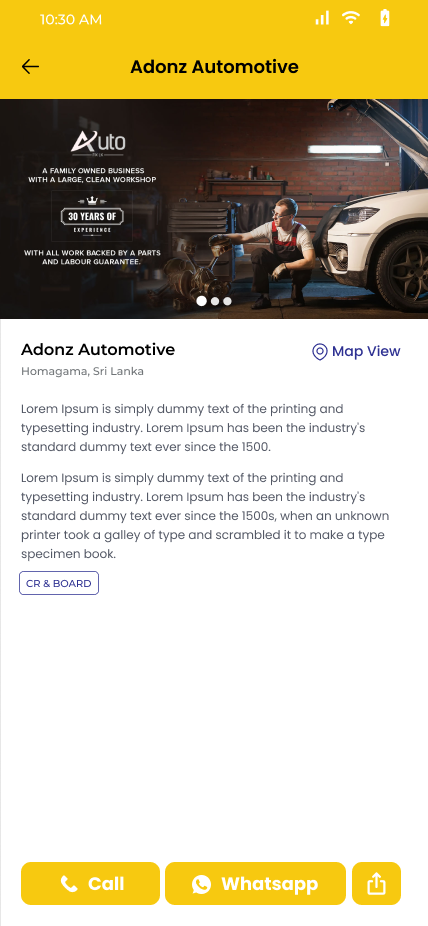 10:30 AM
Adonz Automotive
Auto
A FAMILY OWNED BUSINESS
WITH A LARGE, CLEAN WORKSHOP
30 YEARS OF
EXPERIENCE
WITH ALL WORK BACKED BY A PARTS
AND LABOUR GUARANTEE.
Adonz Automotive
Map View
Homagama, Sri Lanka
Lorem Ipsum is simply dummy text of the printing and
typesetting industry. Lorem Ipsum has been the industry's
standard dummy text ever since the 1500.
Lorem Ipsum is simply dummy text of the printing and
typesetting industry. Lorem Ipsum has been the industry's
standard dummy text ever since the 1500s, when an unknown
printer took a galley of type and scrambled it to make a type
specimen book.
CR & BOARD
Call
Whatsapp